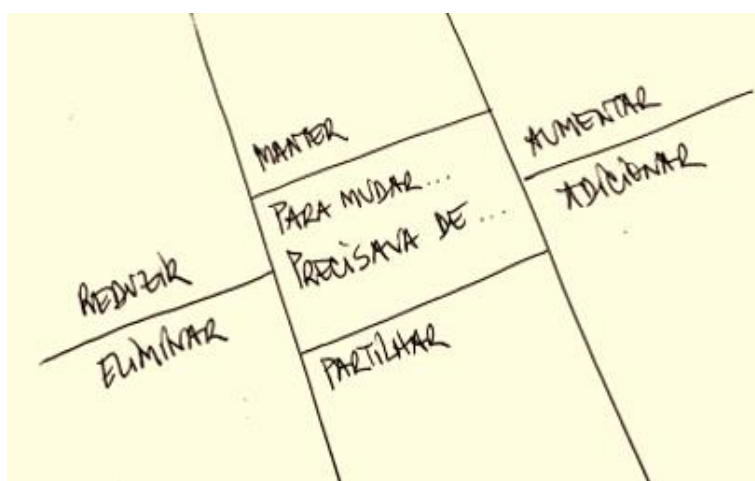 REDUZIR
ELIMINAR
MANTER
PARA MUDAR...
PRECISAVA DE ...
PARTILHAR
AUMENTAR
ADICIONAR